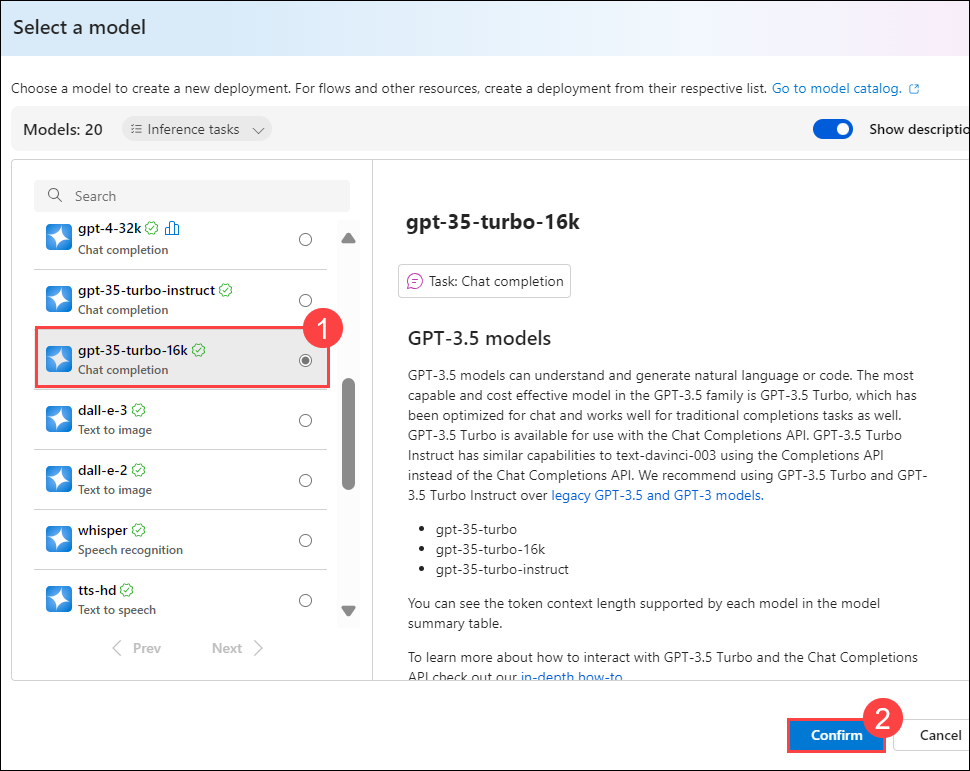 Select a model
Choose a model to create a new deployment. For flows and other resources, create a deployment from their respective list. Go to model catalog.
Models: 20
Inference tasks
Show descriptio
Search
gpt-4-32k
Chat completion
gpt-35-turbo-instruct
Chat completion
1
gpt-35-turbo-16k
Chat completion
dall-e-3
Text to image
dall-e-2
Text to image
whisper
Speech recognition
tts-hd
Text to speech
Prev
Next
gpt-35-turbo-16k
Task: Chat completion
GPT-3.5 models
GPT-3.5 models can understand and generate natural language or code. The most
capable and cost effective model in the GPT-3.5 family is GPT-3.5 Turbo, which has
been optimized for chat and works well for traditional completions tasks as well.
GPT-3.5 Turbo is available for use with the Chat Completions API. GPT-3.5 Turbo
Instruct has similar capabilities to text-davinci-003 using the Completions API
instead of the Chat Completions API. We recommend using GPT-3.5 Turbo and GPT-
3.5 Turbo Instruct over legacy GPT-3.5 and GPT-3 models.
• gpt-35-turbo
• gpt-35-turbo-16k
• gpt-35-turbo-instruct
You can see the token context length supported by each model in the model
summary table.
To learn more about how to interact with GPT-3.5 Turbo and the Chat Completions
API check out our in-depth how-to.
2
Confirm
Cancel